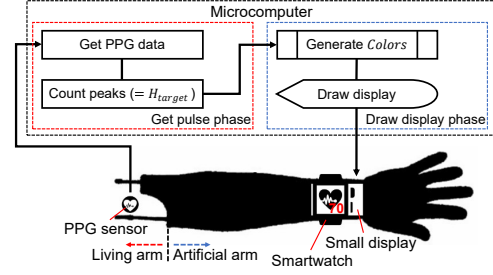 Microcomputer
Get PPG data
Generate Colors
Count peaks (= H_target)
Draw display
Get pulse phase
Draw display phase
70
PPG sensor
Small display
Living arm
Artificial arm
Smartwatch